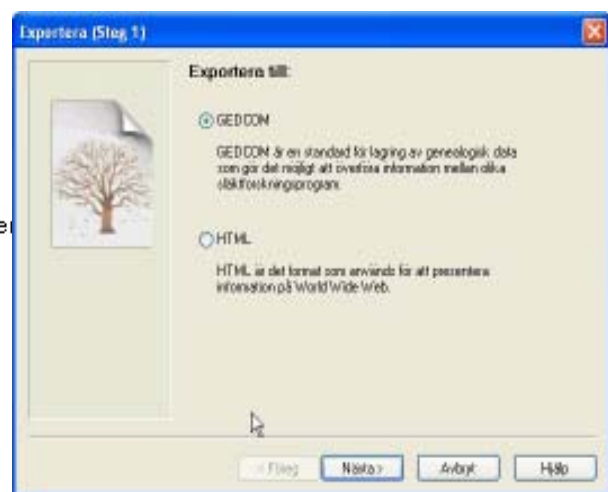 Exportera (Steg 1)
Exportera till:
GEDCOM
GEDCOM är en standard för lagring av genealogisk data
som gör det möjligt att överföra information mellan olika
släktforskningsprogram.
HTML
HTML är det format som används för att presentera
information på World Wide Web.
< Föreg
Nästa >
Avbryt
Hjälp